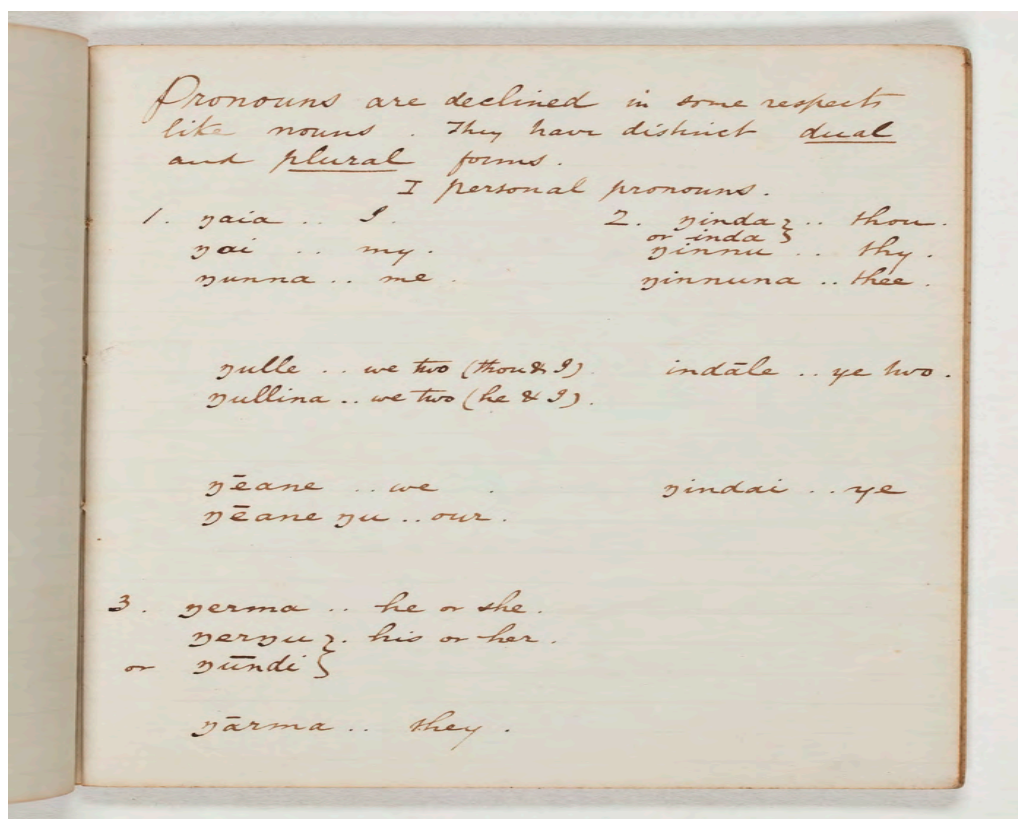 Pronouns are declined in some respects
like nouns. They have distinct dual
and plural forms.
I personal pronouns.
1. ŋaia .. I. 2. ŋinda } .. thou.
or inda }
ŋai .. my. ŋinnu .. thy.
ŋunna .. me. ŋinnuna .. thee.
ŋulle .. we two (thou & I). indāle .. ye two.
ŋullina .. we two (he & I).
ŋēane .. we . ŋindai .. ye
ŋēane ŋu .. our.
3. ŋerma .. he or she.
ŋerŋu }. his or her.
or ŋūndi }
ŋārma .. they.